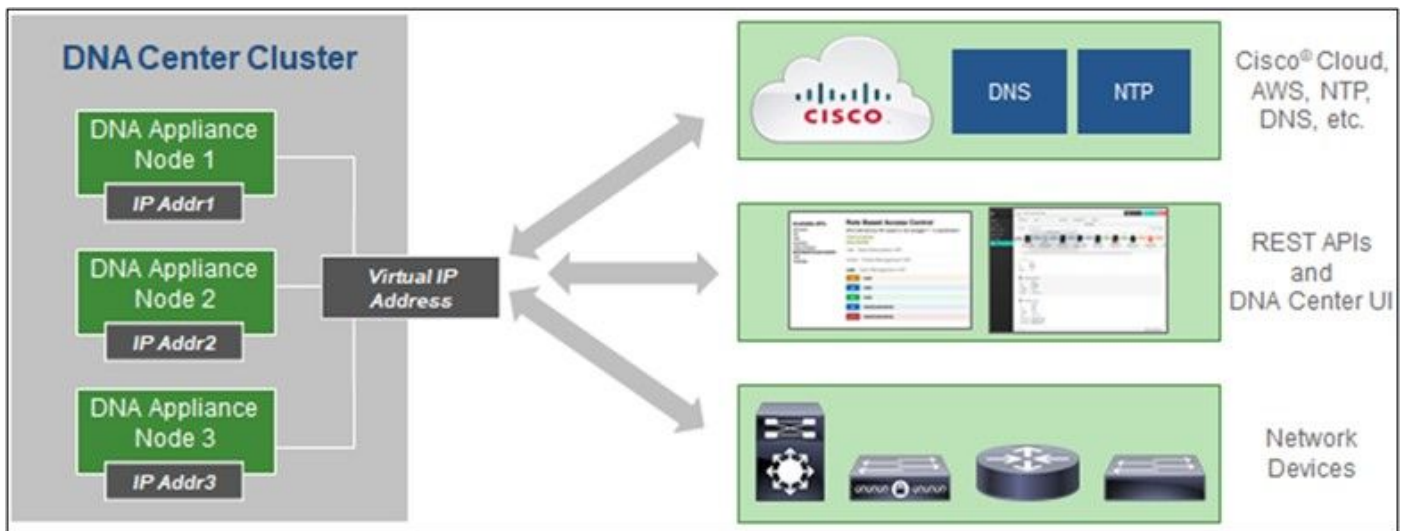 DNA Center Cluster
DNA Appliance
Node 1
IP Addr1
DNA Appliance
Node 2
IP Addr2
DNA Appliance
Node 3
IP Addr3
Virtual IP
Address
CISCO
DNS
NTP
Cisco® Cloud,
AWS, NTP,
DNS, etc.
Role Based Access Control
REST APIs
and
DNA Center UI
Network
Devices